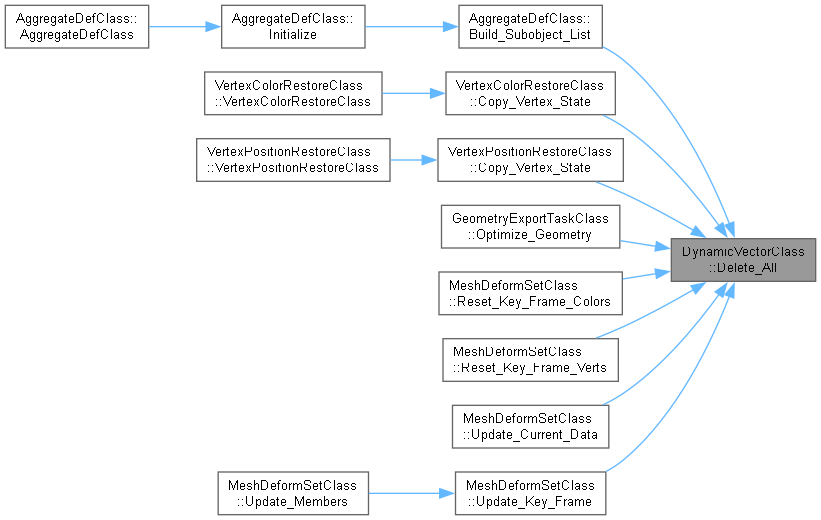 AggregateDefClass::
AggregateDefClass
AggregateDefClass::
Initialize
AggregateDefClass::
Build_Subobject_List
VertexColorRestoreClass
::VertexColorRestoreClass
VertexColorRestoreClass
::Copy_Vertex_State
VertexPositionRestoreClass
::VertexPositionRestoreClass
VertexPositionRestoreClass
::Copy_Vertex_State
GeometryExportTaskClass
::Optimize_Geometry
DynamicVectorClass
::Delete_All
MeshDeformSetClass
::Reset_Key_Frame_Colors
MeshDeformSetClass
::Reset_Key_Frame_Verts
MeshDeformSetClass
::Update_Current_Data
MeshDeformSetClass
::Update_Members
MeshDeformSetClass
::Update_Key_Frame